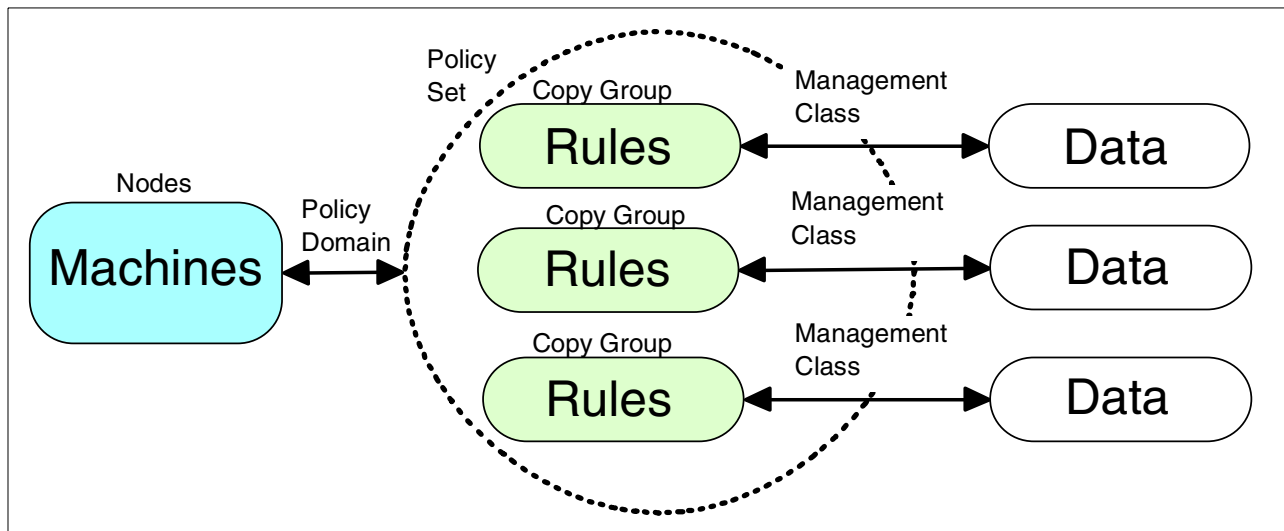 Policy
Set
Copy Group
Rules
Management
Class
Data
Nodes
Machines
Policy
Domain
Copy Group
Rules
Management
Class
Data
Copy Group
Rules
Management
Class
Data